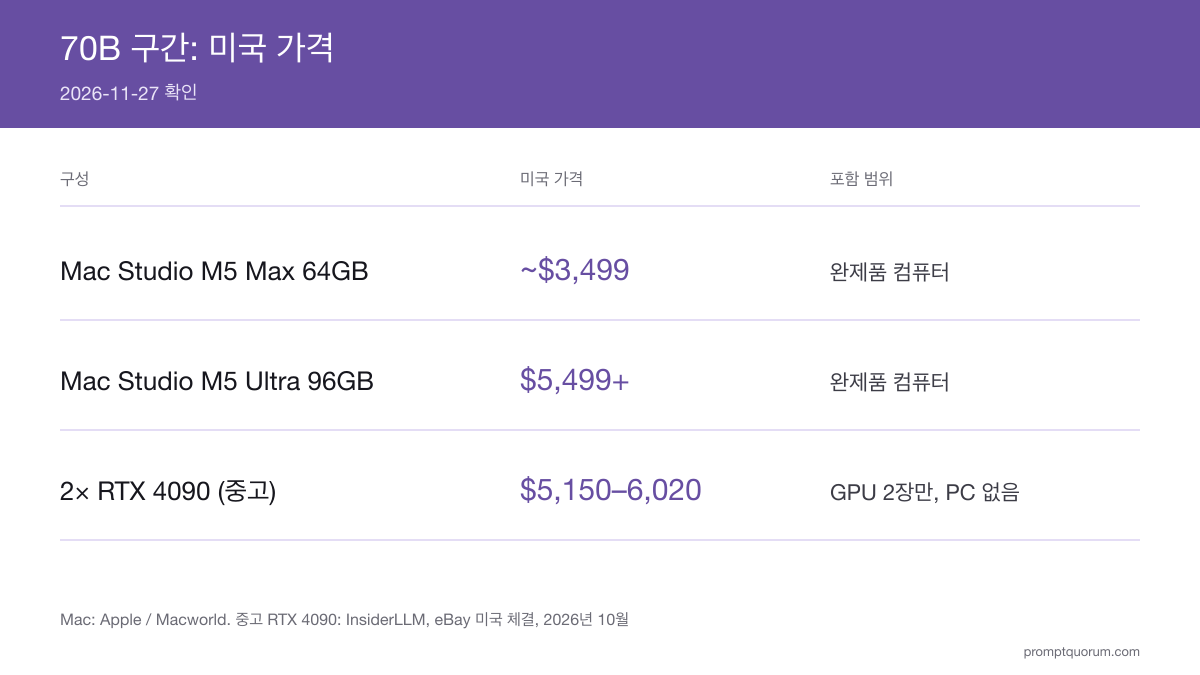 70B 구간: 미국 가격
2026-11-27 확인
구성 미국 가격 포함 범위
Mac Studio M5 Max 64GB ~$3,499 완제품 컴퓨터
Mac Studio M5 Ultra 96GB $5,499+ 완제품 컴퓨터
2× RTX 4090 (중고) $5,150–6,020 GPU 2장만, PC 없음
Mac: Apple / Macworld. 중고 RTX 4090: InsiderLLM, eBay 미국 체결, 2026년 10월
promptquorum.com